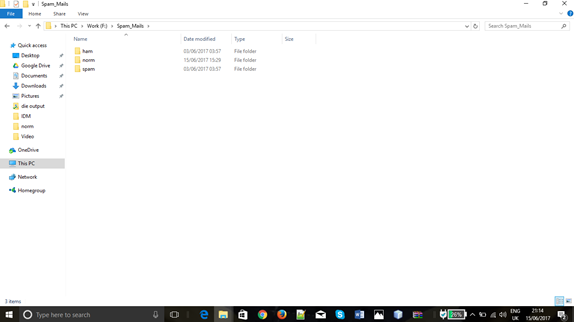 Spam_Mails
File Home Share View
This PC > Work (F:) > Spam_Mails >
Search Spam_Mails
Name Date modified Type Size
ham 03/06/2017 03:57 File folder
norm 15/06/2017 13:29 File folder
spam 03/06/2017 03:57 File folder
Quick access
Desktop
Google Drive
Documents
Downloads
Pictures
die output
IDM
norm
Video
OneDrive
This PC
Network
Homegroup
3 items
Type here to search
76%
ENG
UK
21:14
15/06/2017